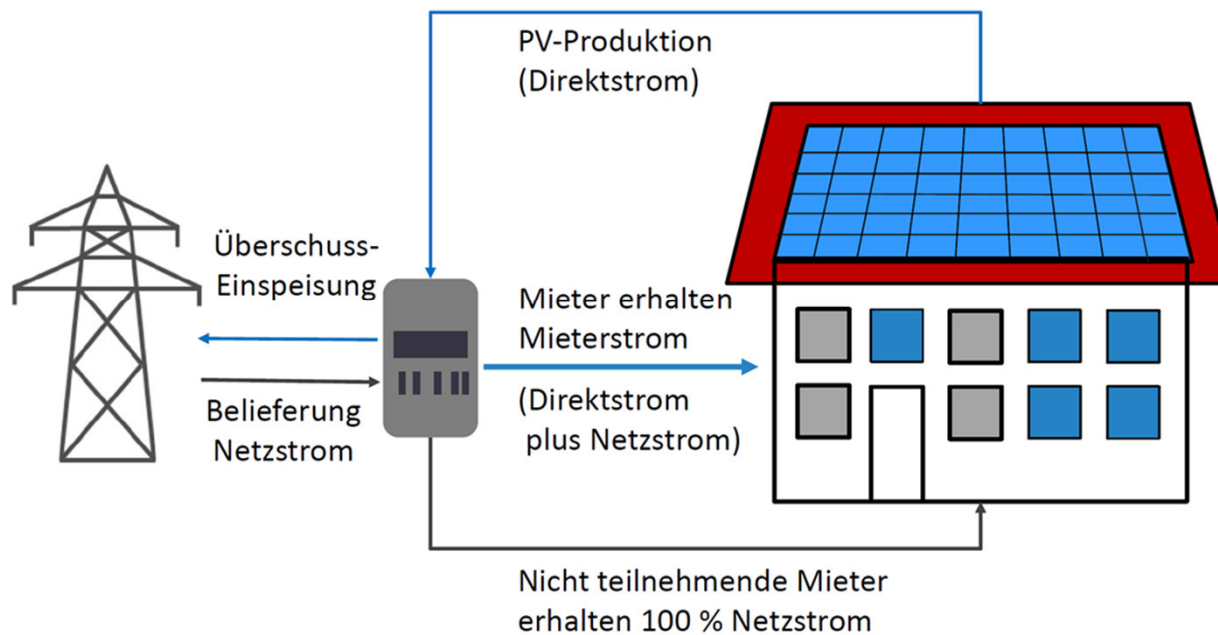 PV-Produktion
(Direktstrom)
Überschuss-
Einspeisung
Belieferung
Netzstrom
Mieter erhalten
Mieterstrom
(Direktstrom
plus Netzstrom)
Nicht teilnehmende Mieter
erhalten 100 % Netzstrom